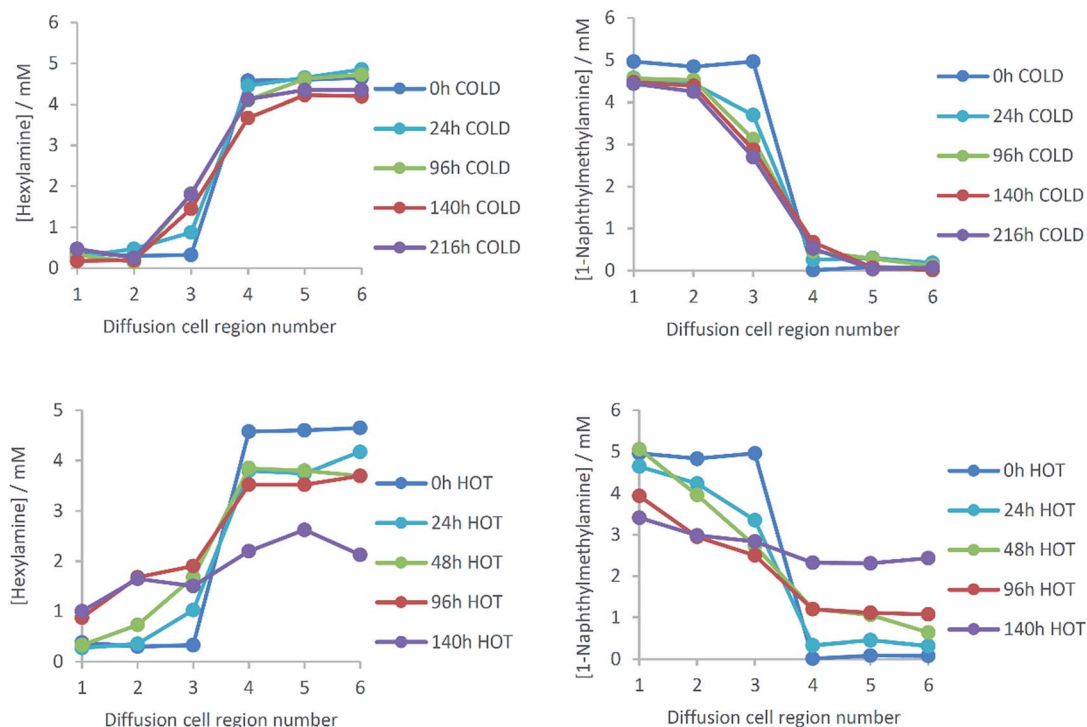 [Hexylamine] / mM
6
5
4
3
2
1
0
1 2 3 4 5 6
Diffusion cell region number
0h COLD
24h COLD
96h COLD
140h COLD
216h COLD
[1-Naphthylmethylamine] / mM
6
5
4
3
2
1
0
1 2 3 4 5 6
Diffusion cell region number
0h COLD
24h COLD
96h COLD
140h COLD
216h COLD
[Hexylamine] / mM
5
4
3
2
1
0
1 2 3 4 5 6
Diffusion cell region number
0h HOT
24h HOT
48h HOT
96h HOT
140h HOT
[1-Naphthylmethylamine] / mM
6
5
4
3
2
1
0
1 2 3 4 5 6
Diffusion cell region number
0h HOT
24h HOT
48h HOT
96h HOT
140h HOT